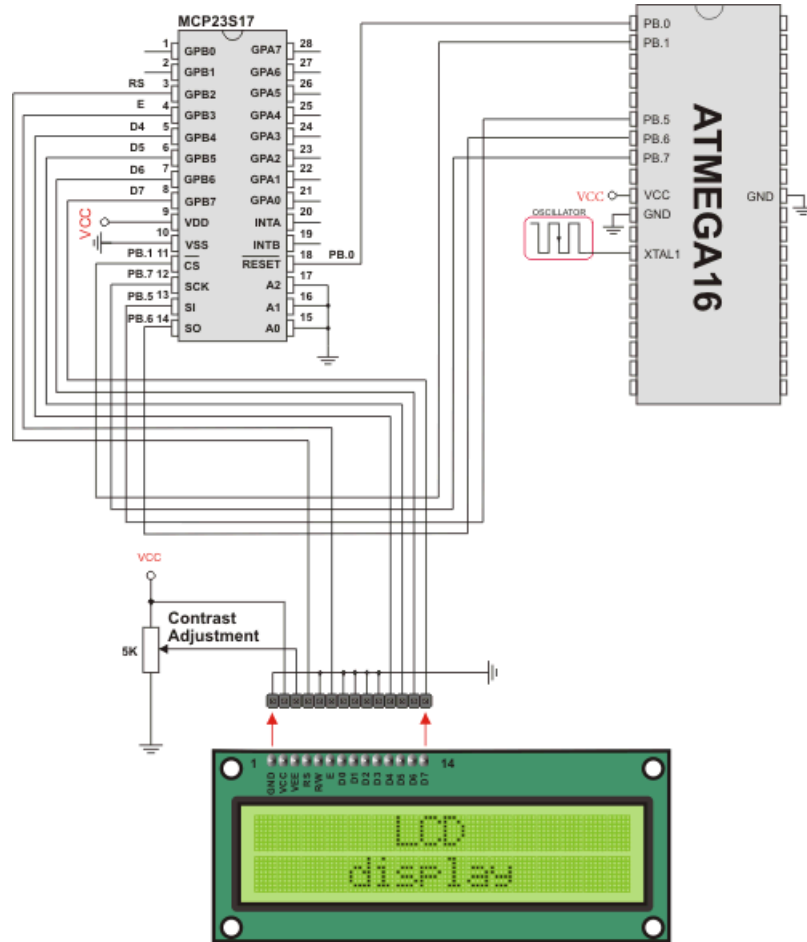 MCP23S17
1 GPB0 GPA7 28
2 GPB1 GPA6 27
RS 3 GPB2 GPA5 26
E 4 GPB3 GPA4 25
D4 5 GPB4 GPA3 24
D5 6 GPB5 GPA2 23
D6 7 GPB6 GPA1 22
D7 8 GPB7 GPA0 21
VCC 9 VDD INTA 20
10 VSS INTB 19
PB.1 11 CS RESET 18 PB.0
PB.7 12 SCK A2 17
PB.5 13 SI A1 16
PB.6 14 SO A0 15
PB.0
PB.1
PB.5
PB.6
PB.7
VCC VCC GND
GND
OSCILLATOR
XTAL1
ATMEGA16
VCC
Contrast
Adjustment
5K
1 14
GND VCC VEE RS R/W E D0 D1 D2 D3 D4 D5 D6 D7
LCD
display